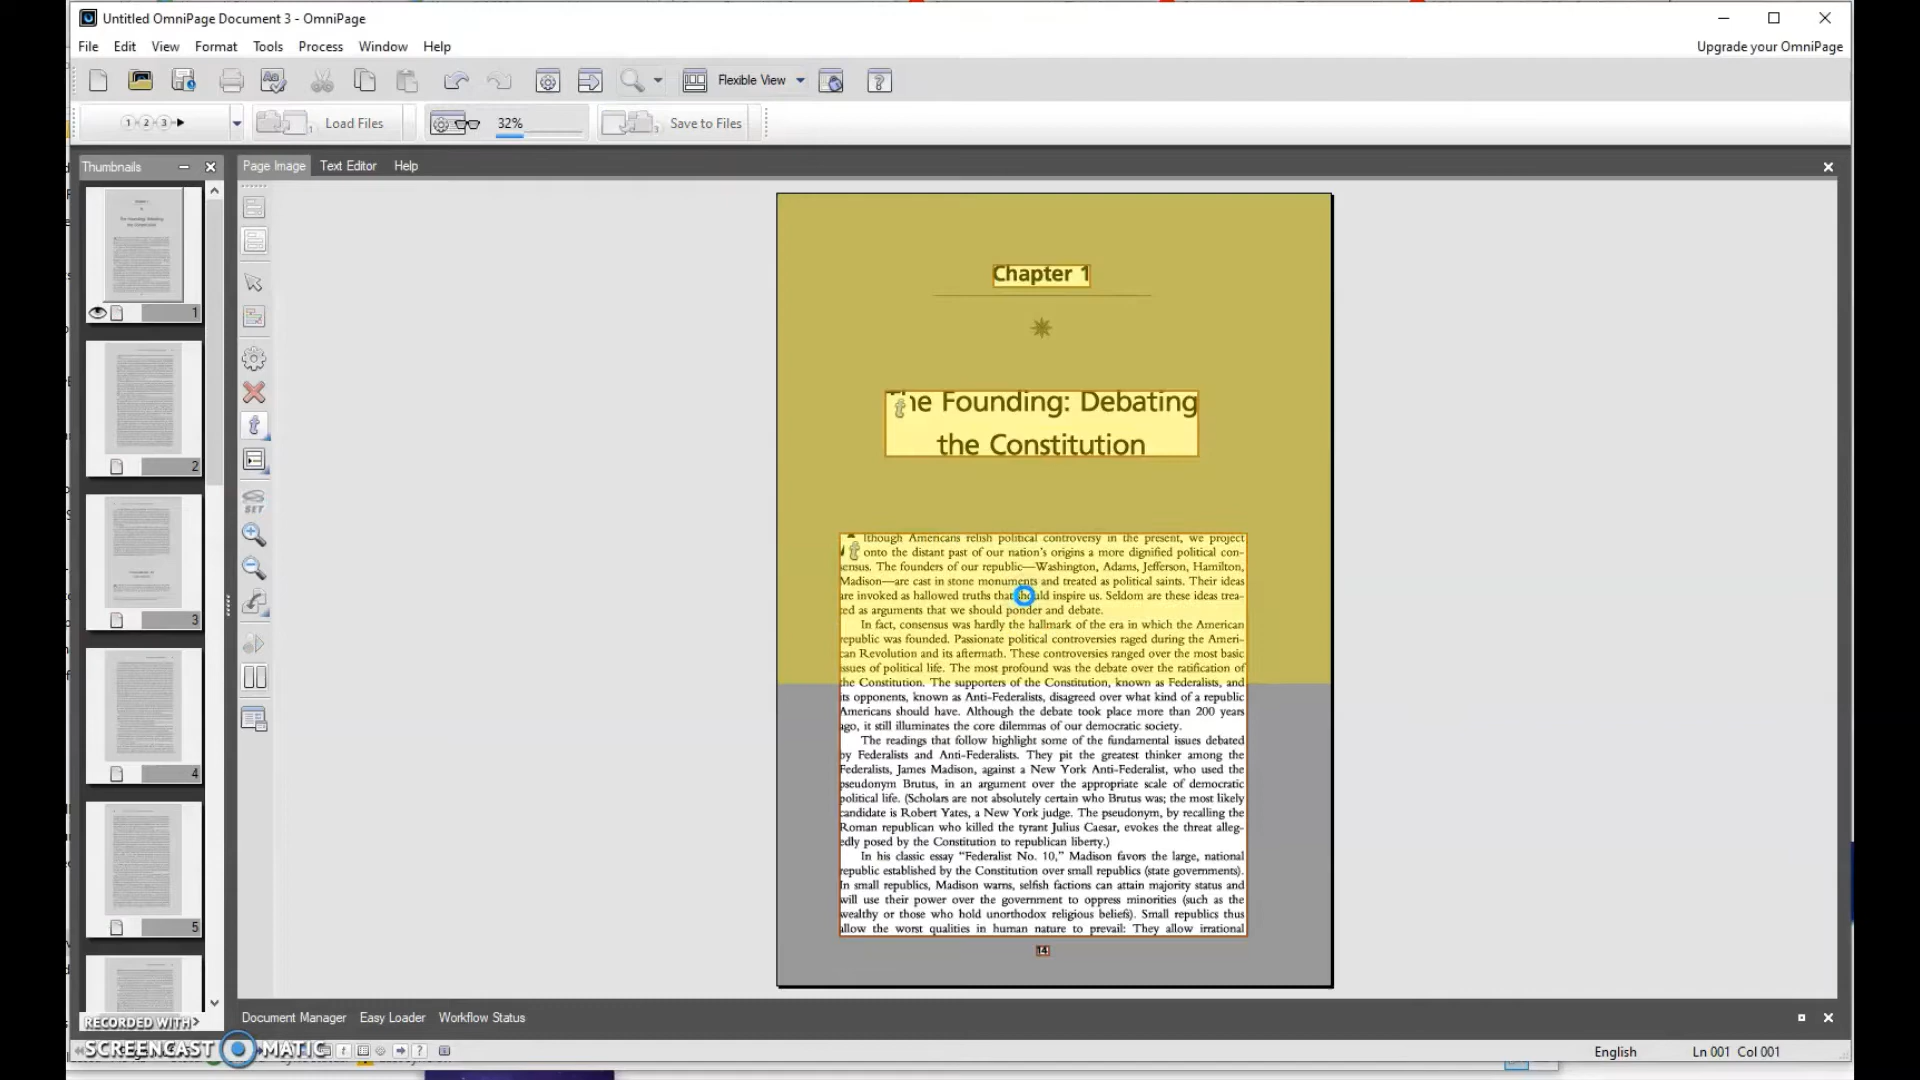 Untitled OmniPage Document 3 - OmniPage
File Edit View Format Tools Process Window Help
Upgrade your OmniPage
Flexible View
1 2 3
Load Files
32%
Save to Files
Thumbnails
Page Image Text Editor Help
1
2
3
4
5
SET
Chapter 1
The Founding: Debating
the Constitution
lthough Americans relish political controversy in the present, we project
onto the distant past of our nation's origins a more dignified political con-
sensus. The founders of our republic—Washington, Adams, Jefferson, Hamilton,
Madison—are cast in stone monuments and treated as political saints. Their ideas
are invoked as hallowed truths that should inspire us. Seldom are these ideas trea-
ted as arguments that we should ponder and debate.
In fact, consensus was hardly the hallmark of the era in which the American
republic was founded. Passionate political controversies raged during the Ameri-
can Revolution and its aftermath. These controversies ranged over the most basic
issues of political life. The most profound was the debate over the ratification of
the Constitution. The supporters of the Constitution, known as Federalists, and
its opponents, known as Anti-Federalists, disagreed over what kind of a republic
Americans should have. Although the debate took place more than 200 years
ago, it still illuminates the core dilemmas of our democratic society.
The readings that follow highlight some of the fundamental issues debated
by Federalists and Anti-Federalists. They pit the greatest thinker among the
Federalists, James Madison, against a New York Anti-Federalist, who used the
pseudonym Brutus, in an argument over the appropriate scale of democratic
political life. (Scholars are not absolutely certain who Brutus was; the most likely
candidate is Robert Yates, a New York judge. The pseudonym, by recalling the
Roman republican who killed the tyrant Julius Caesar, evokes the threat alleg-
edly posed by the Constitution to republican liberty.)
In his classic essay "Federalist No. 10," Madison favors the large, national
republic established by the Constitution over small republics (state governments).
In small republics, Madison warns, selfish factions can attain majority status and
will use their power over the government to oppress minorities (such as the
wealthy or those who hold unorthodox religious beliefs). Small republics thus
allow the worst qualities in human nature to prevail: They allow irrational
14
Document Manager Easy Loader Workflow Status
RECORDED WITH
SCREENCAST MATIC
English
Ln 001 Col 001